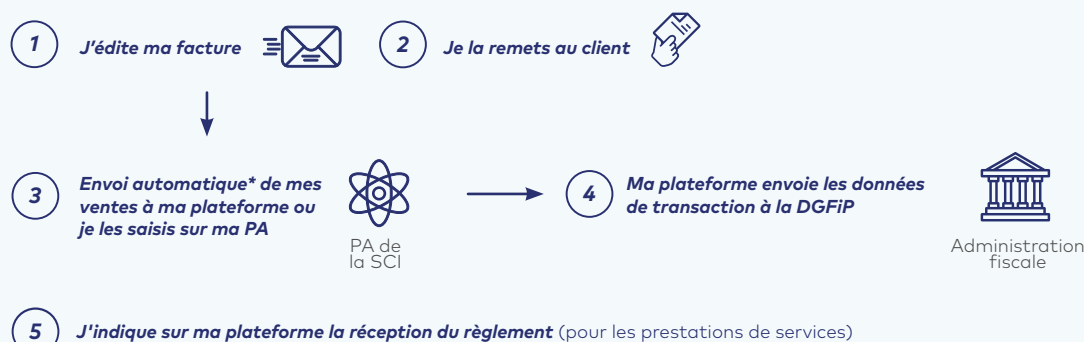 1
J'édite ma facture
2
Je la remets au client
3
Envoi automatique* de mes
ventes à ma plateforme ou
je les saisis sur ma PA
PA de
la SCI
4
Ma plateforme envoie les données
de transaction à la DGFiP
Administration
fiscale
5
J'indique sur ma plateforme la réception du règlement (pour les prestations de services)